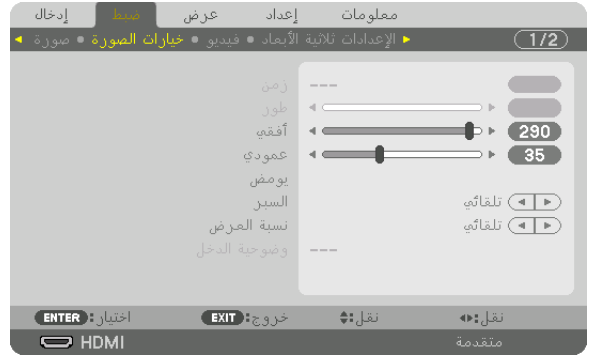 إدخال ضبط عرض إعداد معلومات
◄ صورة ● خيارات الصورة ● فيديو ● الإعدادات ثلاثية الأبعاد ► 1/2
زمن ---
طور
أفقي 290
عمودي 35
يومض
السبر تلقائي
نسبة العرض تلقائي
وضوحية الدخل ---
ENTER: اختيار EXIT: خروج نقل: نقل:
HDMI متقدمة